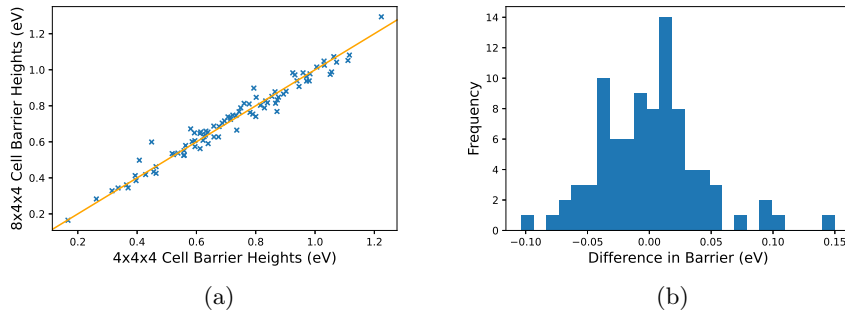 1.2
1.0
0.8
0.6
0.4
0.2
8x4x4 Cell Barrier Heights (eV)
0.2 0.4 0.6 0.8 1.0 1.2
4x4x4 Cell Barrier Heights (eV)
(a)
14
12
10
8
6
4
2
0
Frequency
−0.10 −0.05 0.00 0.05 0.10 0.15
Difference in Barrier (eV)
(b)